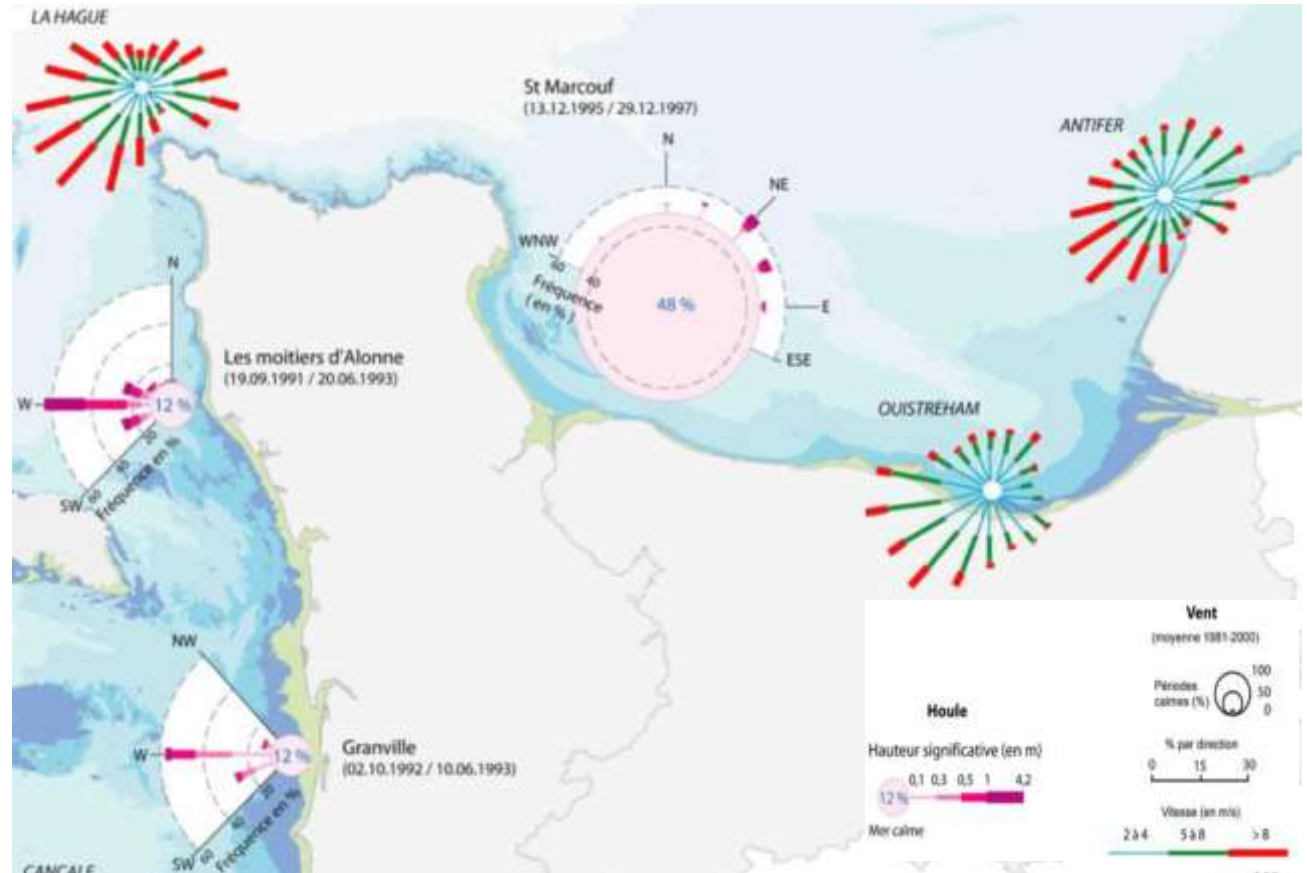 LA HAGUE
St Marcouf
(13.12.1995 / 29.12.1997)
N
NE
WNW
60
40
Fréquence
(en %)
48 %
E
ESE
ANTIFER
N
Les moitiers d'Alonne
(19.09.1991 / 20.06.1993)
W
12 %
20
40
60
Fréquence en %
SW
OUISTREHAM
NW
W
12 %
Granville
(02.10.1992 / 10.06.1993)
20
40
60
Fréquence en %
SW
CANCALE
Houle
Hauteur significative (en m)
0,1 0,3 0,5 1 4,2
12 %
Mer calme
Vent
(moyenne 1981-2000)
Périodes
calmes (%)
100
50
0
% par direction
0 15 30
Vitesse (en m/s)
2 à 4 5 à 8 > 8